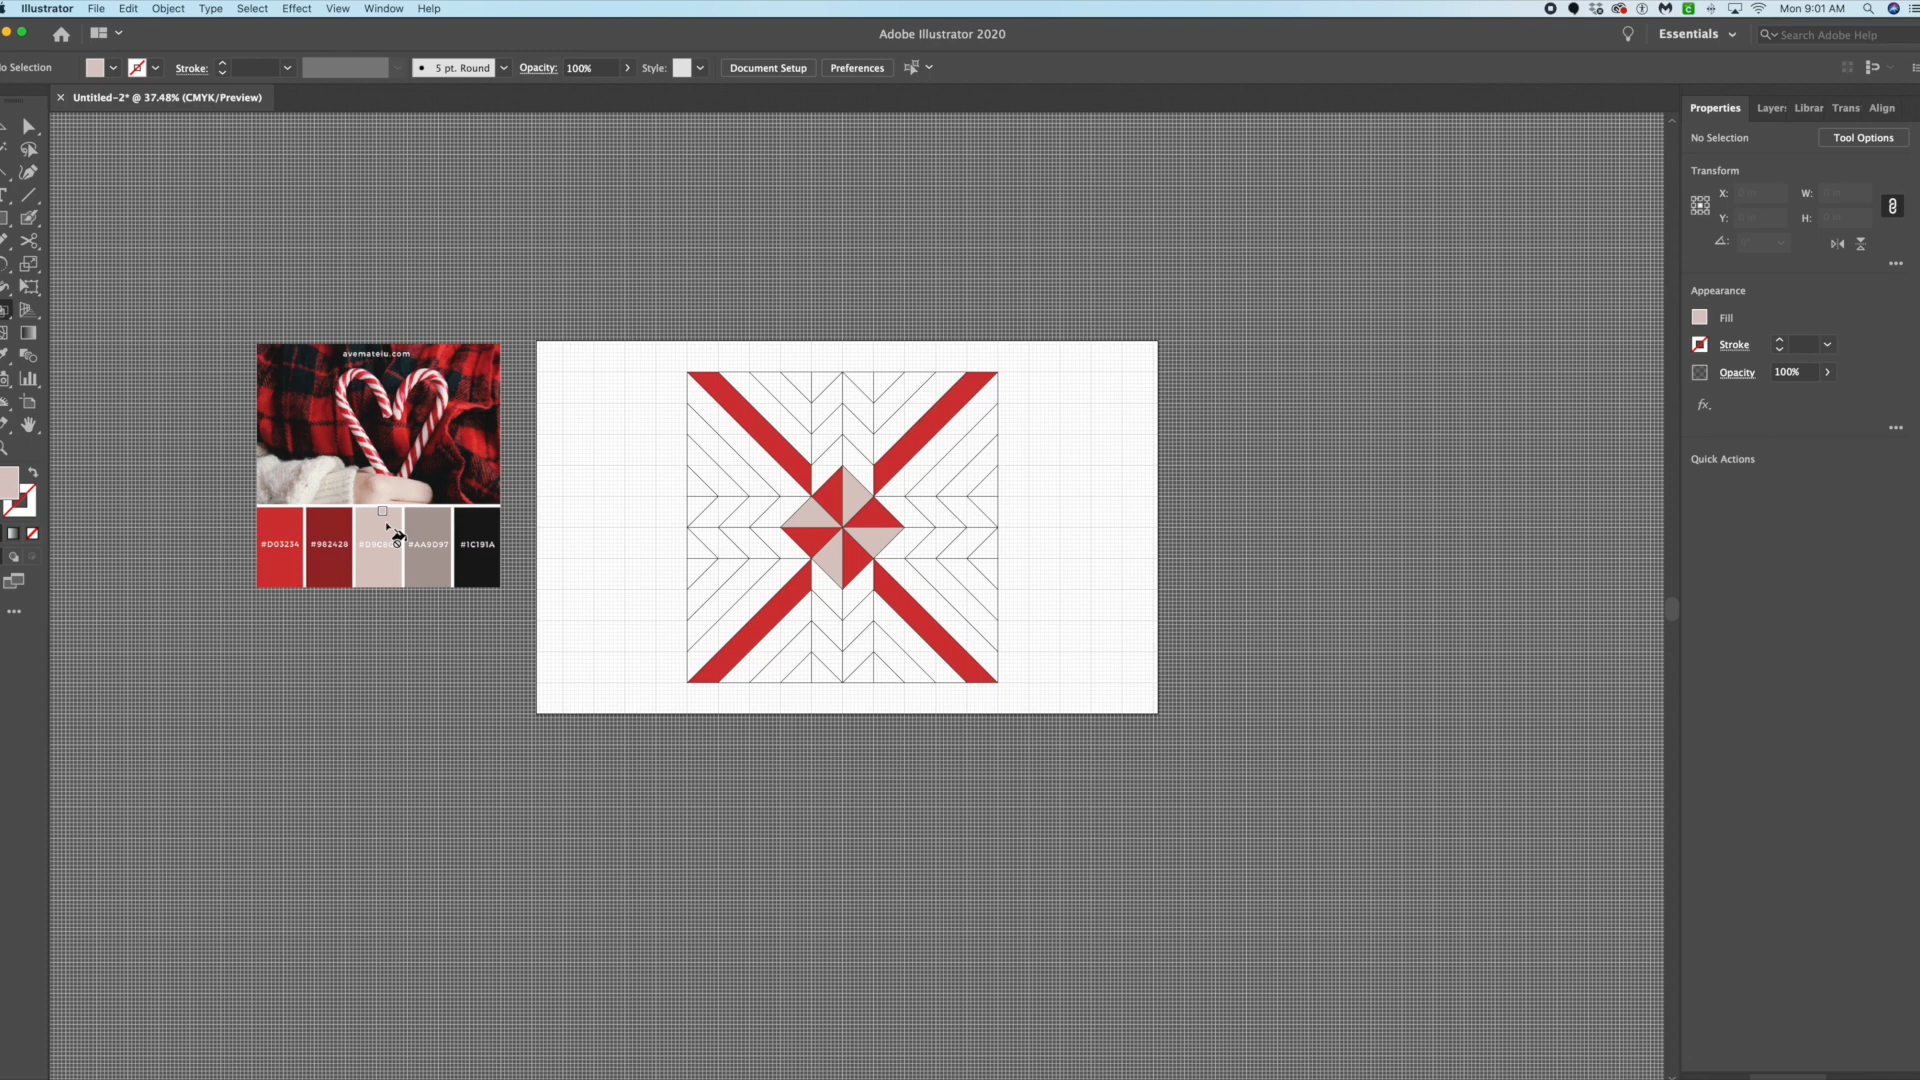 Illustrator File Edit Object Type Select Effect View Window Help
Mon 9:01 AM
Adobe Illustrator 2020
Essentials
Search Adobe Help
o Selection
Stroke:
5 pt. Round
Opacity: 100%
Style:
Document Setup
Preferences
Untitled-2* @ 37.48% (CMYK/Preview)
Properties Layer: Librar Trans Align
No Selection
Tool Options
Transform
X:
W:
Y:
H:
Appearance
Fill
Stroke
Opacity 100%
fx.
Quick Actions
avemateiu.com
#D03234 #982428 #AA9D97 #1C191A